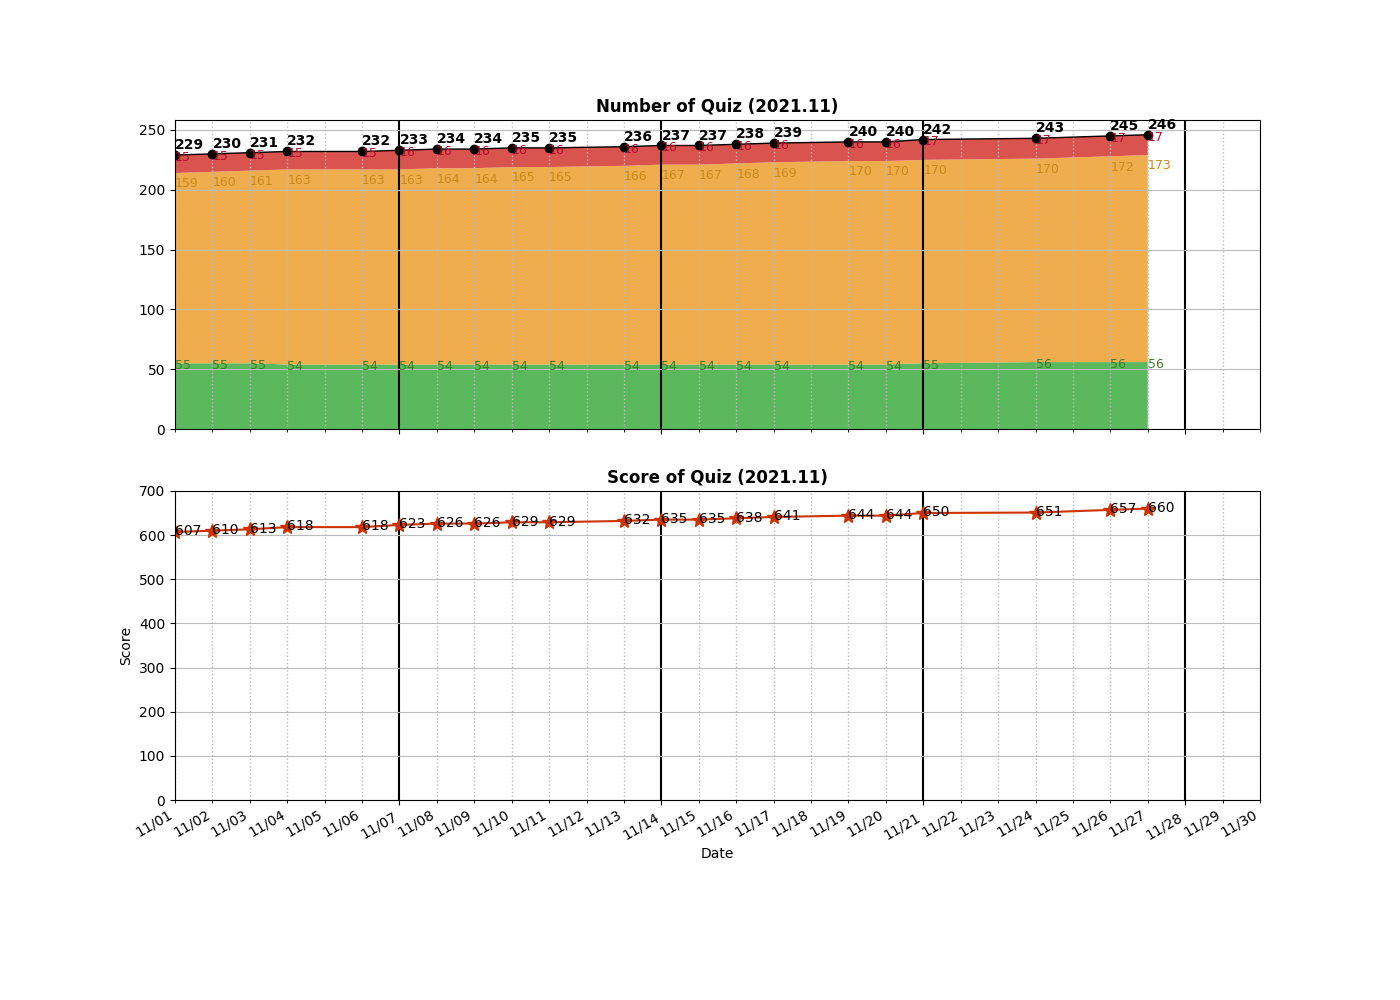 Number of Quiz (2021.11)
250
200
150
100
50
0
229 230 231 232 232 233 234 234 235 235 236 237 237 238 239 240 240 242 243 245 246
15 15 15 15 15 16 16 16 16 16 16 16 16 16 16 16 16 17 17 17 17
159 160 161 163 163 163 164 164 165 165 166 167 167 168 169 170 170 170 170 172 173
55 55 55 54 54 54 54 54 54 54 54 54 54 54 54 54 55 56 56 56
Score of Quiz (2021.11)
700
600
500
400
300
200
100
0
607 610 613 618 618 623 626 626 629 629 632 635 635 638 641 644 644 650 651 657 660
Score
11/01 11/02 11/03 11/04 11/05 11/06 11/07 11/08 11/09 11/10 11/11 11/12 11/13 11/14 11/15 11/16 11/17 11/18 11/19 11/20 11/21 11/22 11/23 11/24 11/25 11/26 11/27 11/28 11/29 11/30
Date